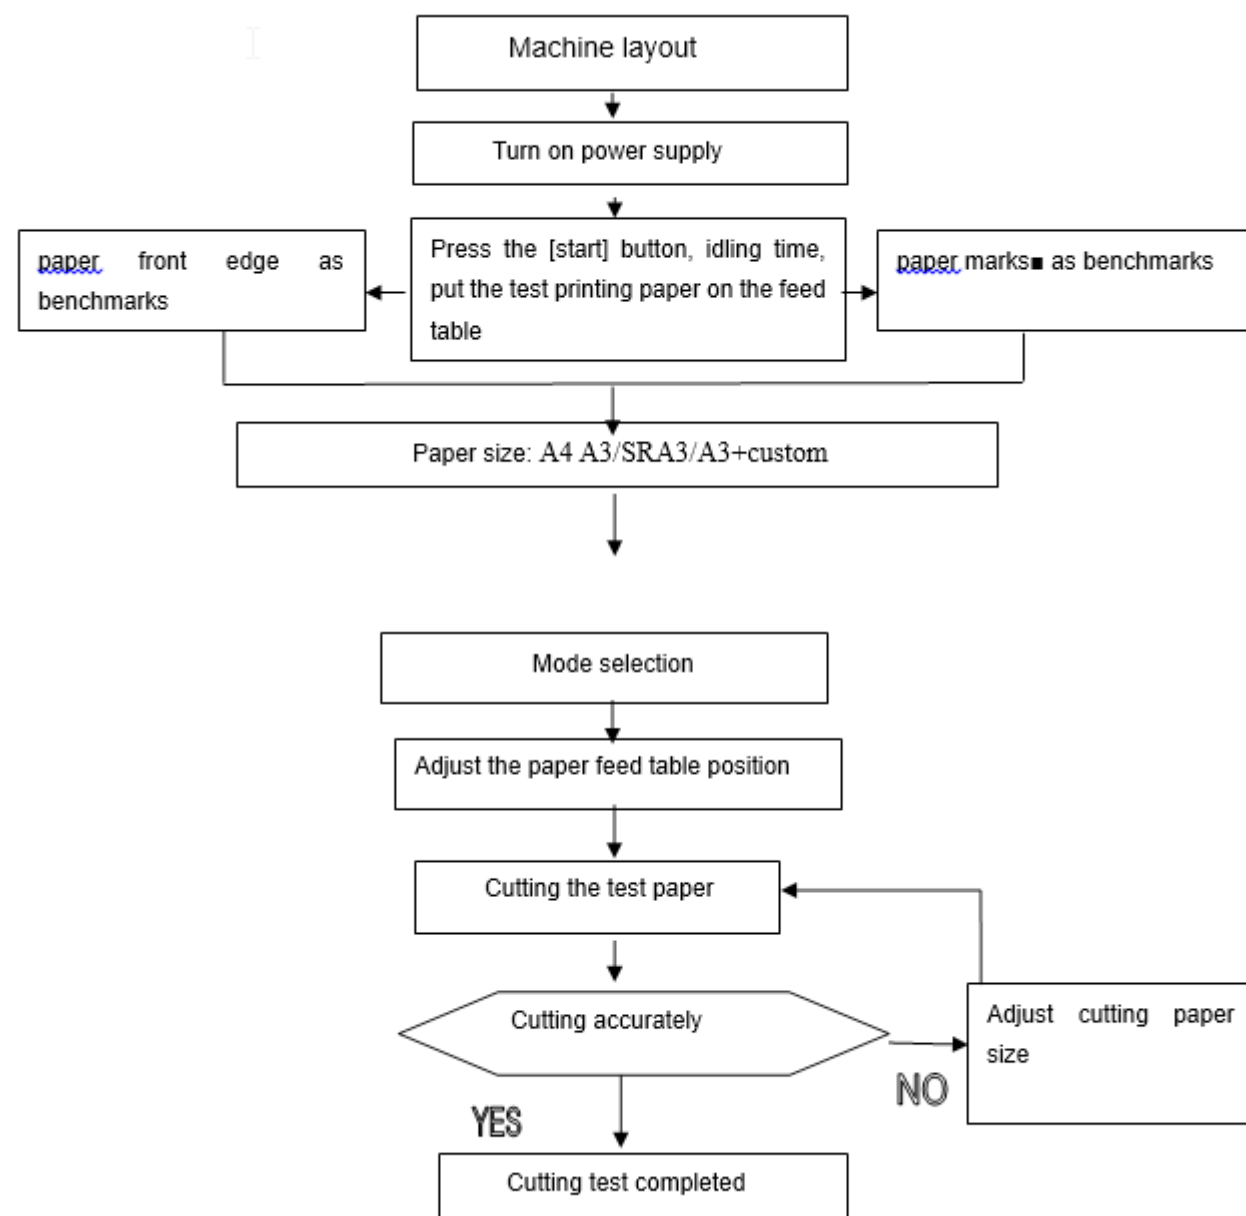 Machine layout
Turn on power supply
paper front edge as
benchmarks
Press the [start] button, idling time,
put the test printing paper on the feed
table
paper marks■ as benchmarks
Paper size: A4 A3/SRA3/A3+custom
Mode selection
Adjust the paper feed table position
Cutting the test paper
Cutting accurately
Adjust cutting paper
size
NO
YES
Cutting test completed